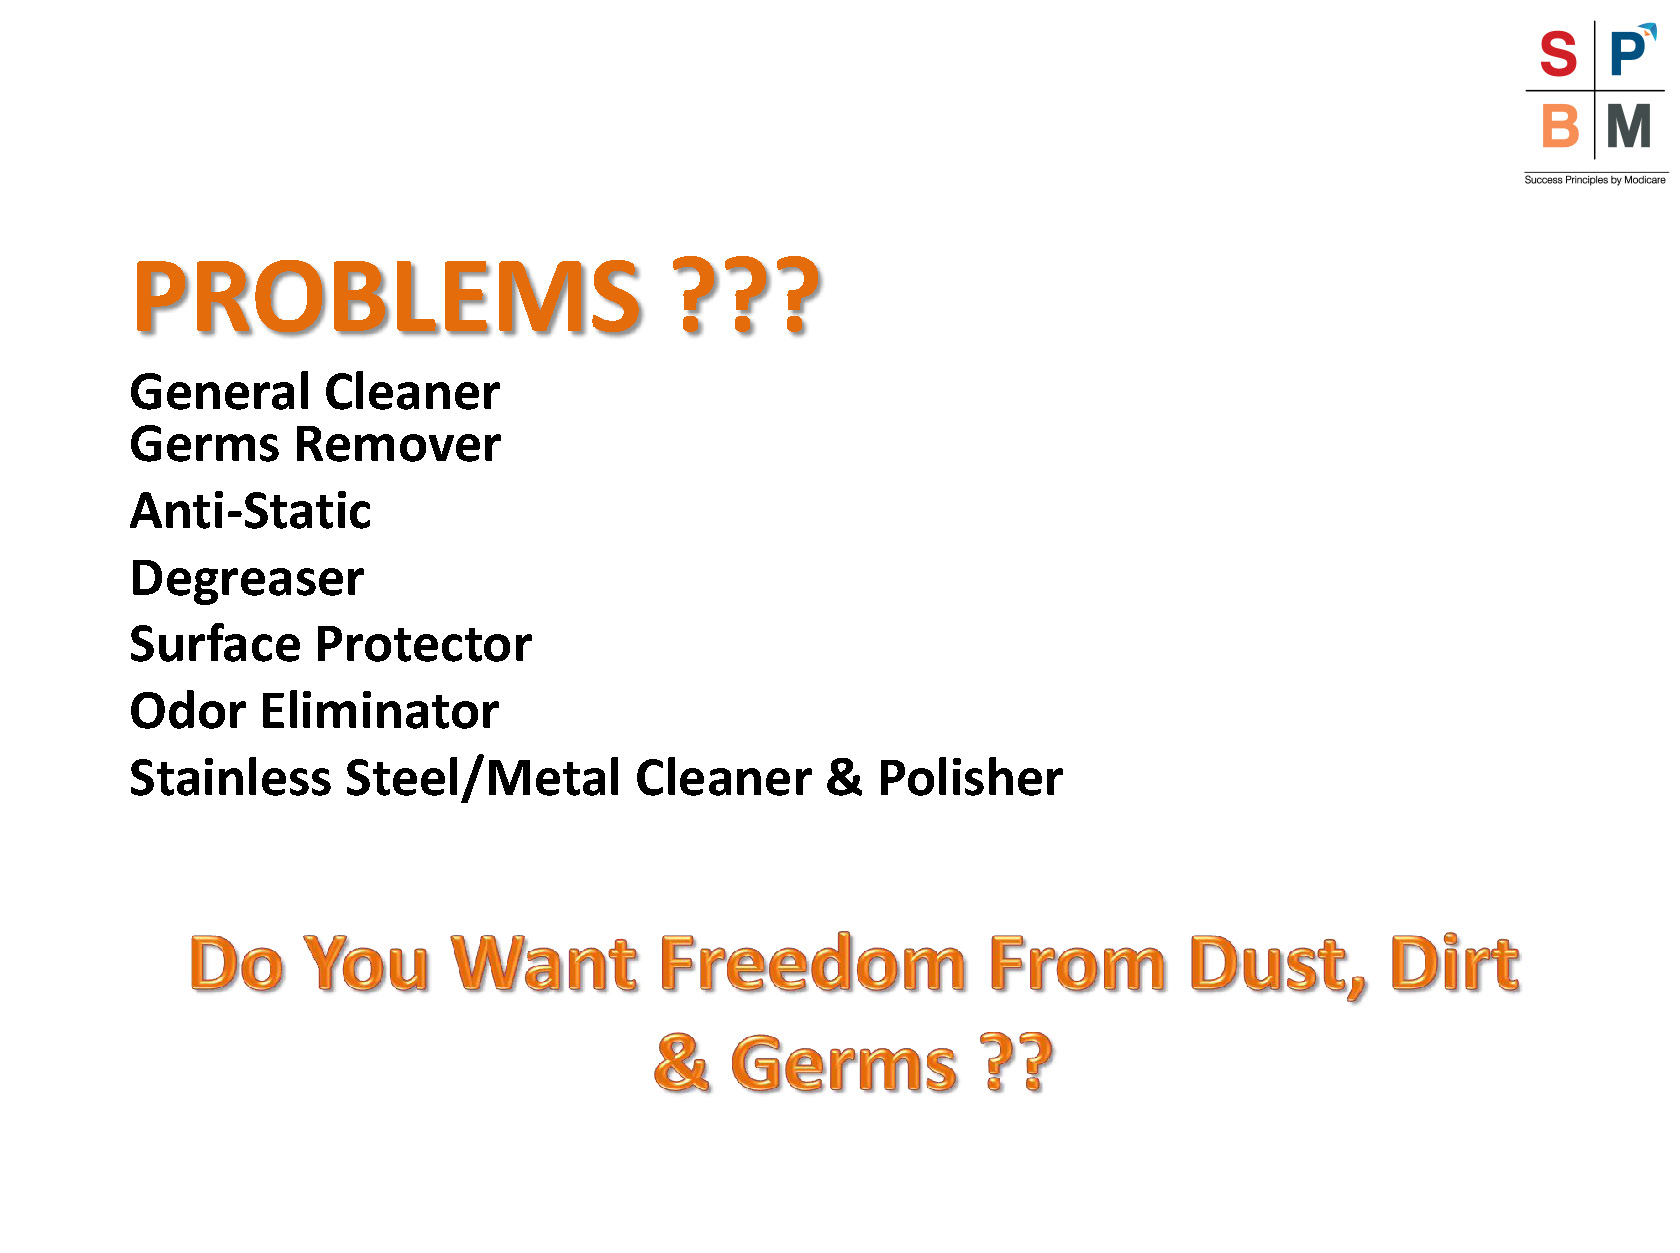 S P
B M
Success Principles by Modicare
PROBLEMS ???
General Cleaner
Germs Remover
Anti-Static
Degreaser
Surface Protector
Odor Eliminator
Stainless Steel/Metal Cleaner & Polisher
Do You Want Freedom From Dust, Dirt
& Germs ??